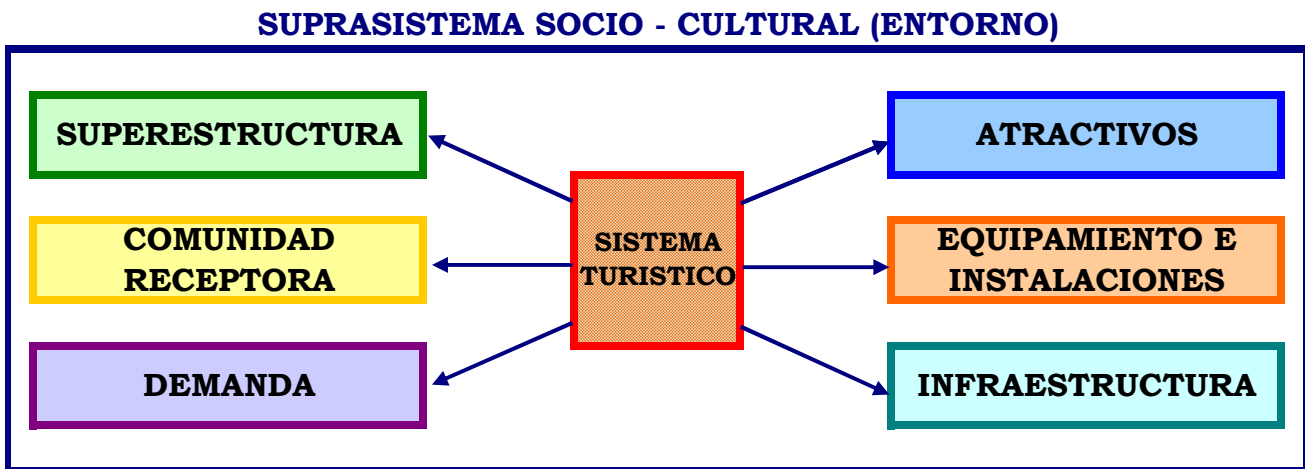 SUPRASISTEMA SOCIO - CULTURAL (ENTORNO)
SUPERESTRUCTURA
COMUNIDAD
RECEPTORA
DEMANDA
SISTEMA
TURISTICO
ATRACTIVOS
EQUIPAMIENTO E
INSTALACIONES
INFRAESTRUCTURA